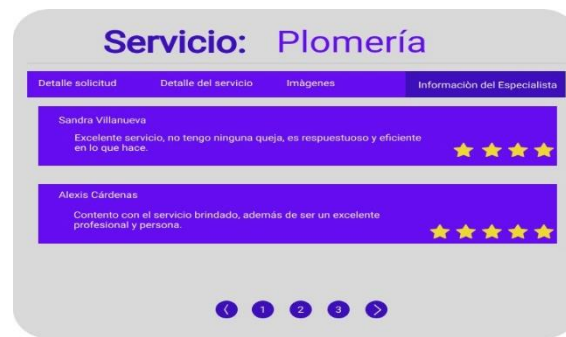 Servicio: Plomería
Detalle solicitud Detalle del servicio Imàgenes Informaciòn del Especialista
Sandra Villanueva
Excelente servicio, no tengo ninguna queja, es respuestuoso y eficiente
en lo que hace.
Alexis Cárdenas
Contento con el servicio brindado, además de ser un excelente
profesional y persona.
1 2 3